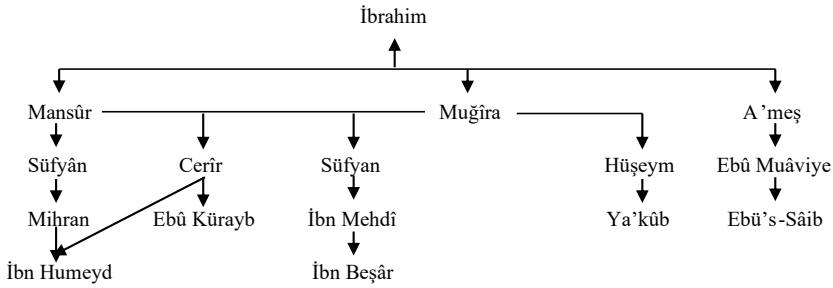 İbrahim
Mansûr Muğîra A'meş
Süfyân Cerîr Süfyan Hüşeym Ebû Muâviye
Mihran Ebû Kürayb İbn Mehdî Ya'kûb Ebü's-Sâib
İbn Humeyd İbn Beşâr